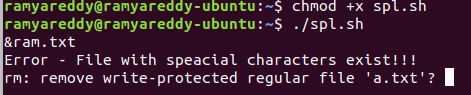 ramyareddy@ramyareddy-ubuntu:~$ chmod +x spl.sh
ramyareddy@ramyareddy-ubuntu:~$ ./spl.sh
&ram.txt
Error - File with speacial characters exist!!!
rm: remove write-protected regular file 'a.txt'?